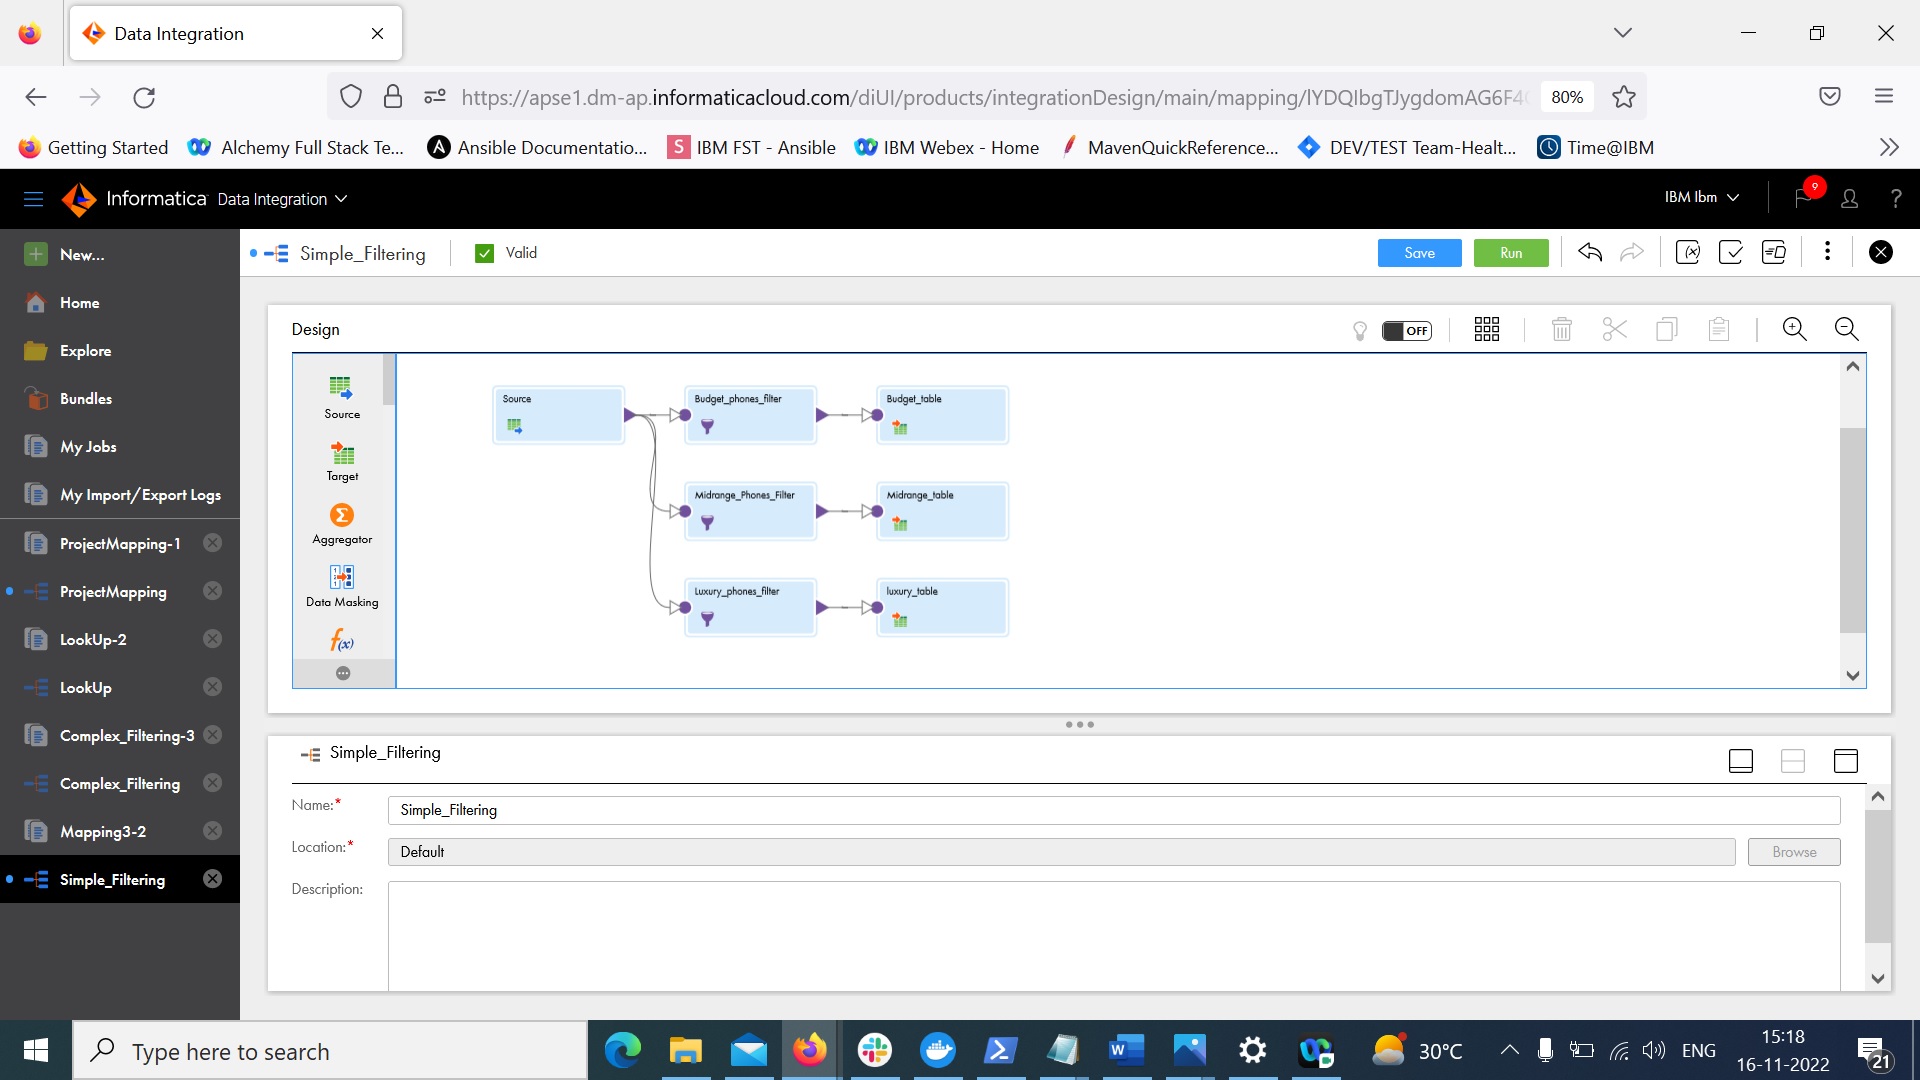 Data Integration
https://apse1.dm-ap.informaticacloud.com/diUI/products/integrationDesign/main/mapping/lYDQIbgTJygdomAG6F4
80%
Getting Started
Alchemy Full Stack Te...
Ansible Documentatio...
IBM FST - Ansible
IBM Webex - Home
MavenQuickReference...
DEV/TEST Team-Healt...
Time@IBM
Informatica Data Integration
IBM Ibm
9
New...
Home
Explore
Bundles
My Jobs
My Import/Export Logs
ProjectMapping-1
ProjectMapping
LookUp-2
LookUp
Complex_Filtering-3
Complex_Filtering
Mapping3-2
Simple_Filtering
Simple_Filtering
Valid
Save
Run
Design
OFF
Source
Target
Aggregator
Data Masking
f(x)
Source
Budget_phones_filter
Budget_table
Midrange_Phones_Filter
Midrange_table
Luxury_phones_filter
luxury_table
Simple_Filtering
Name:*
Simple_Filtering
Location:*
Default
Browse
Description:
Type here to search
30°C
ENG
15:18
16-11-2022
21